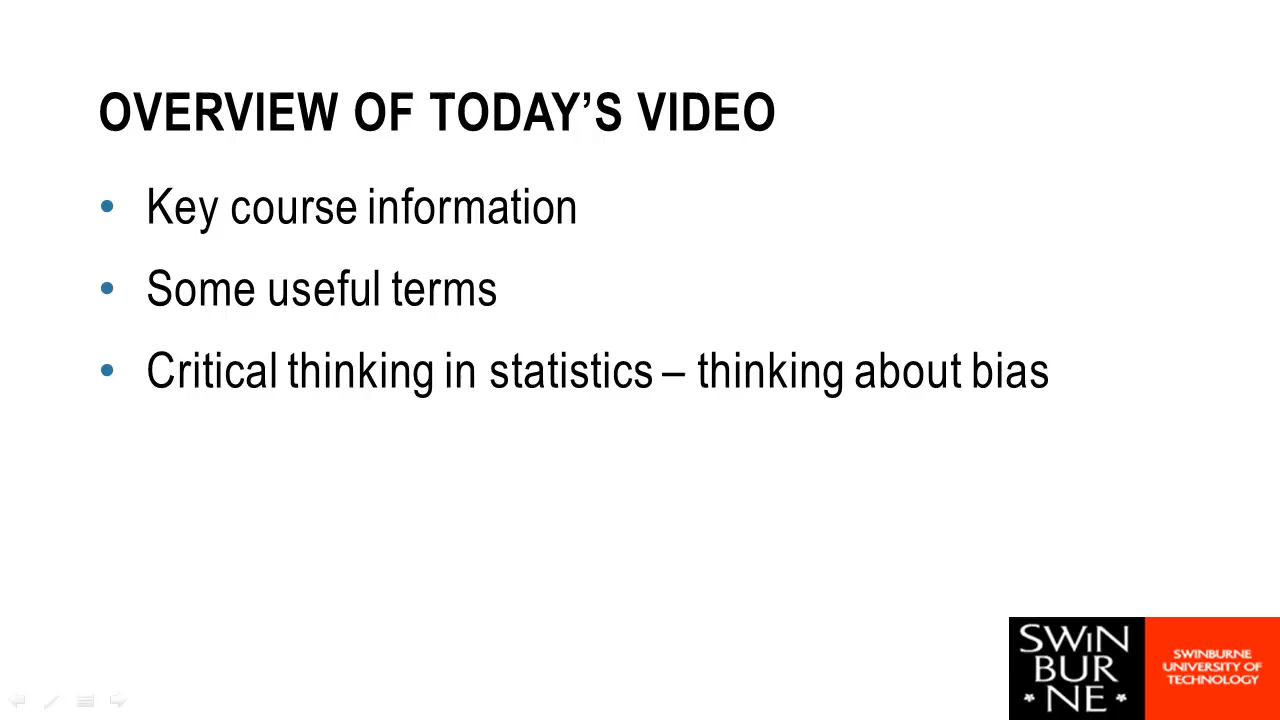 OVERVIEW OF TODAY’S VIDEO
• Key course information
• Some useful terms
• Critical thinking in statistics – thinking about bias
SWIN
BUR
NE
SWINBURNE
UNIVERSITY OF
TECHNOLOGY